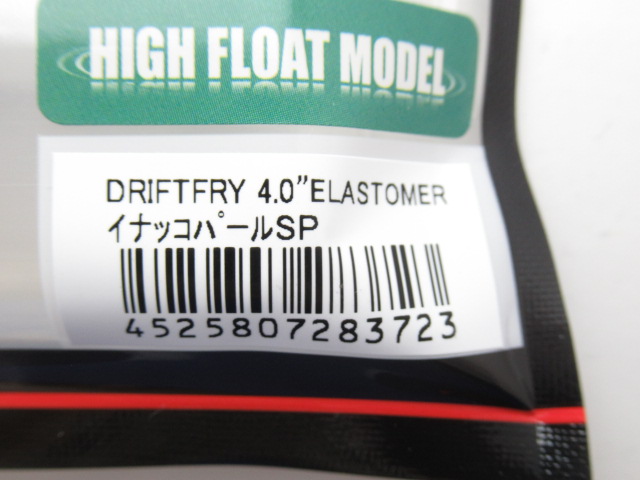 HIGH FLOAT MODEL
DRIFTFRY 4.0”ELASTOMER
ｲﾅｯｺﾊﾟｰﾙSP
4525807283723